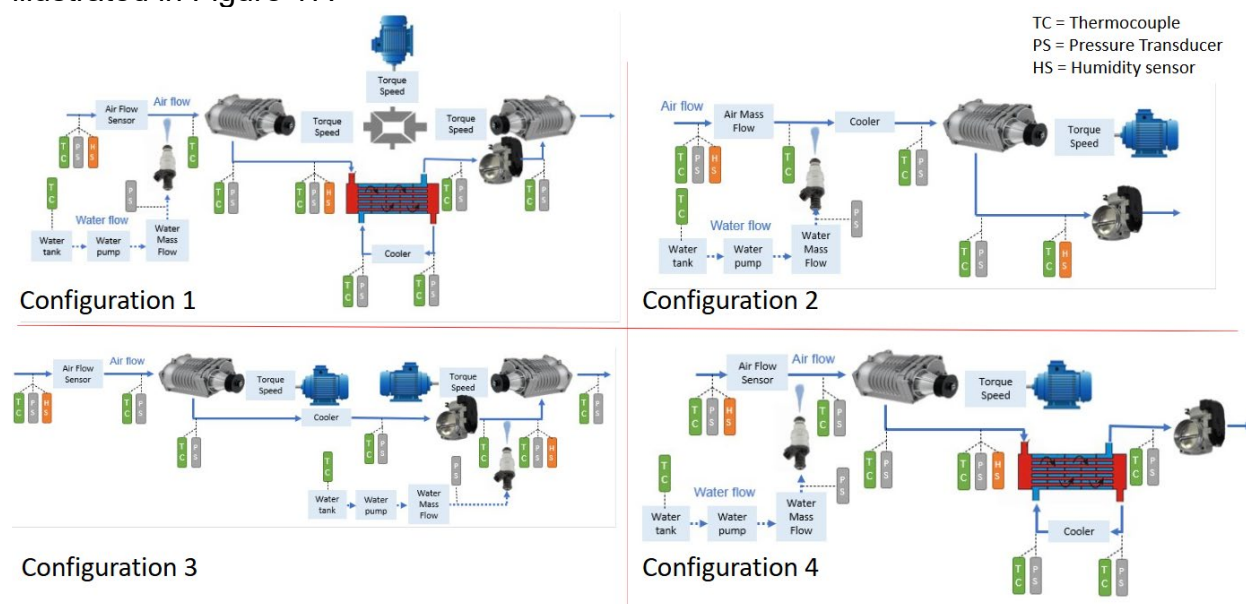 TC = Thermocouple
PS = Pressure Transducer
HS = Humidity sensor
Air Flow
Sensor
Air flow
Torque
Speed
Torque
Speed
Torque
Speed
T
C
P
S
H
S
T
C
T
C
P
S
T
C
P
S
T
C
P
S
H
S
T
C
P
S
T
C
P
S
Water flow
Water
tank
Water
pump
Water
Mass
Flow
Cooler
T
C
P
S
T
C
P
S
Configuration 1
Air flow
Air Mass
Flow
Cooler
Torque
Speed
T
C
P
S
H
S
T
C
T
C
P
S
T
C
P
S
Water flow
Water
tank
Water
pump
Water
Mass
Flow
T
C
P
S
T
C
H
S
Configuration 2
Air Flow
Sensor
Air flow
Torque
Speed
Torque
Speed
Cooler
T
C
P
S
H
S
T
C
P
S
T
C
P
S
T
C
P
S
T
C
P
S
T
C
P
S
H
S
T
C
P
S
Water
tank
Water
pump
Water
Mass
Flow
Configuration 3
Air Flow
Sensor
Air flow
Torque
Speed
T
C
P
S
H
S
T
C
P
S
T
C
P
S
T
C
P
S
T
C
P
S
H
S
T
C
P
S
Water flow
Water
tank
Water
pump
Water
Mass
Flow
Cooler
T
C
P
S
T
C
P
S
Configuration 4